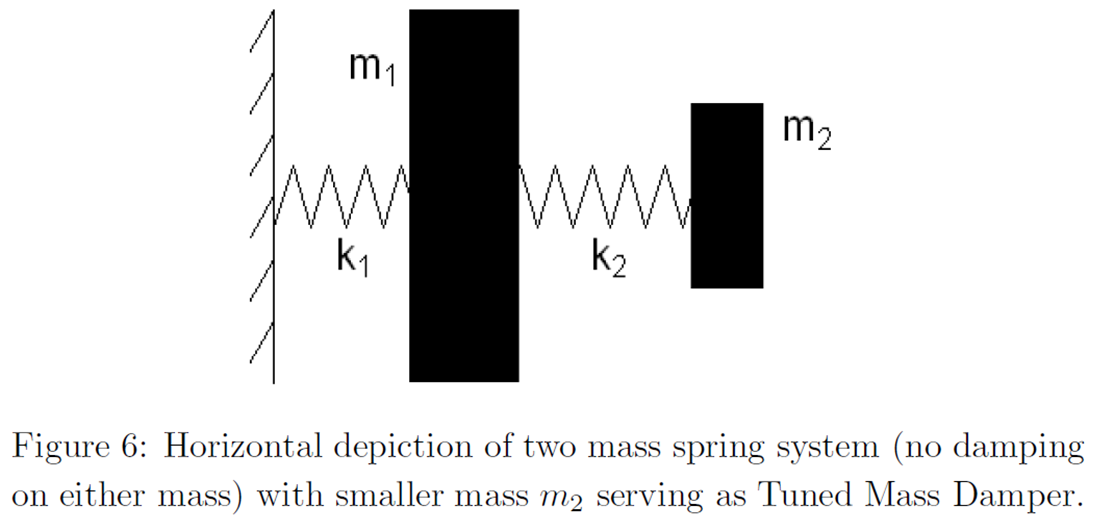 m₁
m₂
k₁
k₂
Figure 6: Horizontal depiction of two mass spring system (no damping
on either mass) with smaller mass m₂ serving as Tuned Mass Damper.